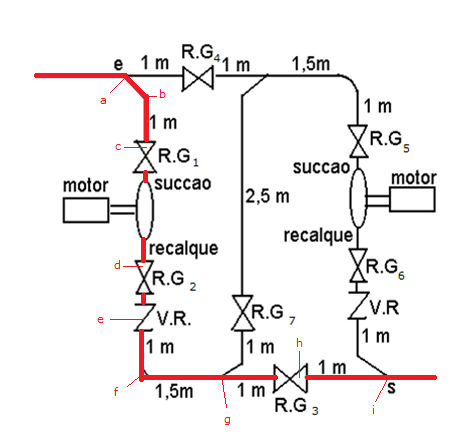 e 1 m R.G4 1 m 1,5m
a b
1 m 1 m
c R.G1 R.G5
succao succao
motor motor
2,5 m
recalque recalque
d R.G 2 R.G6
e V.R. R.G 7 V.R
1 m 1 m h 1 m
f 1,5m 1 m 1 m s
g R.G 3 i